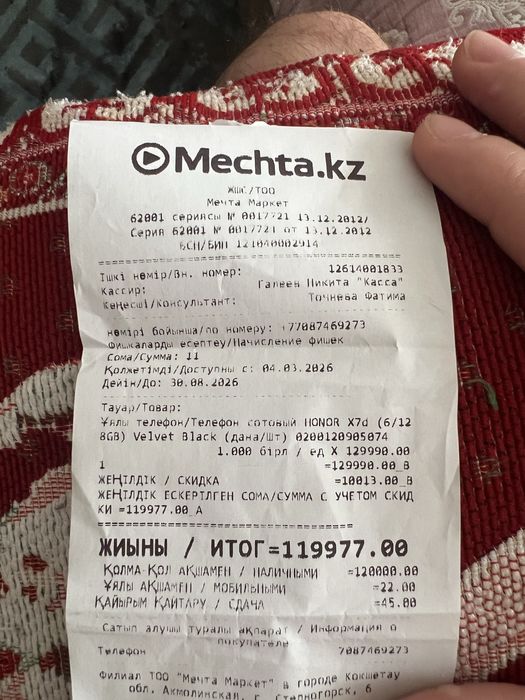 Mechta.kz
ЖШС/ТОО
Мечта Маркет
62001 сериясы № 0017721 13.12.2012/
Серия 62001 № 0017721 от 13.12.2012
БСН/БИН 121040002914
Ішкі нөмір/Вн. номер: 12614001833
Кассир: Галеев Никита "Касса"
Кеңесші/Консультант: Точнева Фатима
нөмірі бойынша/по номеру: +77087469273
Фишкаларды есептеу/Начисление фишек
Сома/Сумма: 11
Қолжетімді/Доступны с: 04.03.2026
Дейін/До: 30.08.2026
Тауар/Товар:
Ұялы телефон/Телефон сотовый HONOR X7d (6/12
8GB) Velvet Black (дана/шт) 0200120905074
1.000 бірл / ед X 129990.00
1 =129990.00_B
ЖЕҢІЛДІК / СКИДКА =10013.00_B
ЖЕҢІЛДІК ЕСКЕРІЛГЕН СОМА/СУММА С УЧЕТОМ СКИД
КИ =119977.00_A
ЖИЫНЫ / ИТОГ=119977.00
ҚОЛМА-ҚОЛ АҚШАМЕН / НАЛИЧНЫМИ =120000.00
ҰЯЛЫ АҚШАМЕН / МОБИЛЬНЫМИ =22.00
ҚАЙЫРЫМ ҚАЙТАРУ / СДАЧА =45.00
Сатып алушы туралы ақпарат / Информация о
покупателе
Телефон 7087469273
Филиал ТОО "Мечта Маркет" в городе Кокшетау
обл. Акмолинская, г. Степногорск, 6